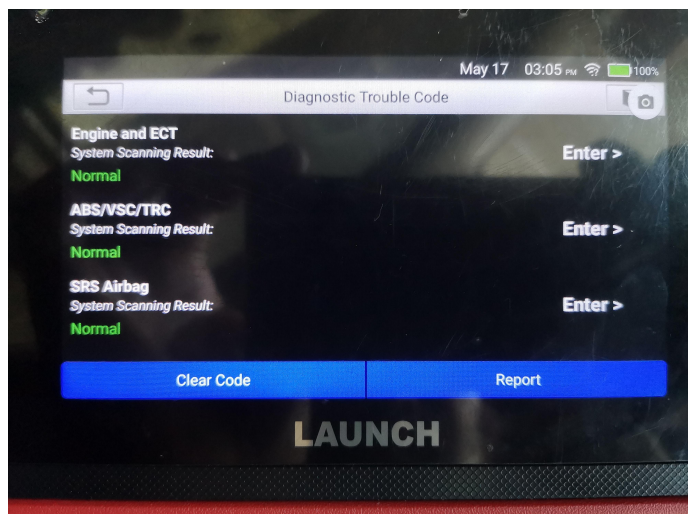 May 17 03:05 PM 100%
Diagnostic Trouble Code
Engine and ECT
System Scanning Result:
Enter >
Normal
ABS/VSC/TRC
System Scanning Result:
Enter >
Normal
SRS Airbag
System Scanning Result:
Enter >
Normal
Clear Code
Report
LAUNCH